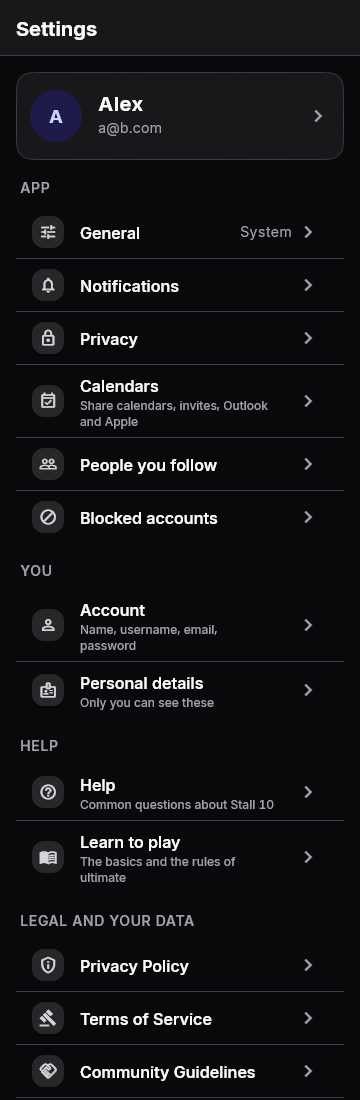 Settings
A
Alex
a@b.com
APP
General
System
Notifications
Privacy
Calendars
Share calendars, invites, Outlook
and Apple
People you follow
Blocked accounts
YOU
Account
Name, username, email,
password
Personal details
Only you can see these
HELP
Help
Common questions about Stall 10
Learn to play
The basics and the rules of
ultimate
LEGAL AND YOUR DATA
Privacy Policy
Terms of Service
Community Guidelines